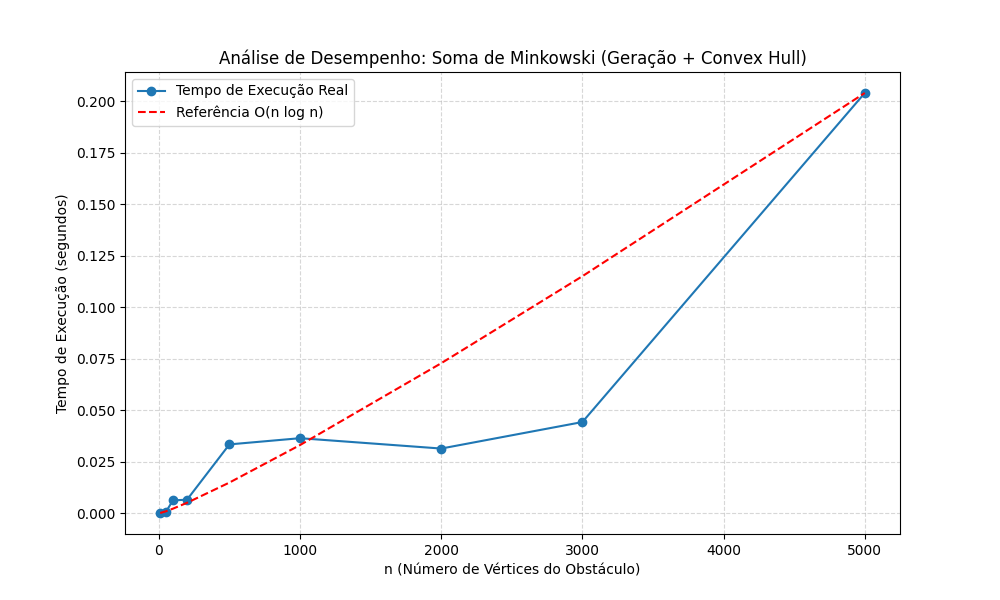 Análise de Desempenho: Soma de Minkowski (Geração + Convex Hull)
Tempo de Execução Real
Referência O(n log n)
Tempo de Execução (segundos)
0.200
0.175
0.150
0.125
0.100
0.075
0.050
0.025
0.000
0 1000 2000 3000 4000 5000
n (Número de Vértices do Obstáculo)